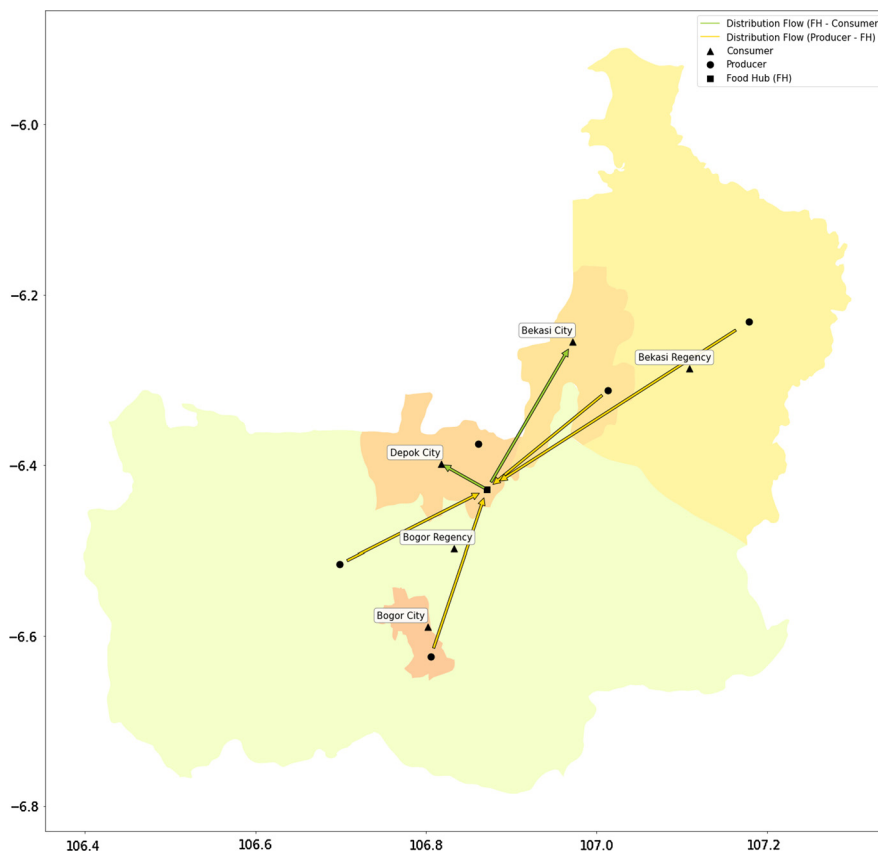 Distribution Flow (FH - Consumer
Distribution Flow (Producer - FH)
Consumer
Producer
Food Hub (FH)
−6.0
−6.2
Bekasi City
Bekasi Regency
−6.4
Depok City
Bogor Regency
Bogor City
−6.6
−6.8
106.4
106.6
106.8
107.0
107.2